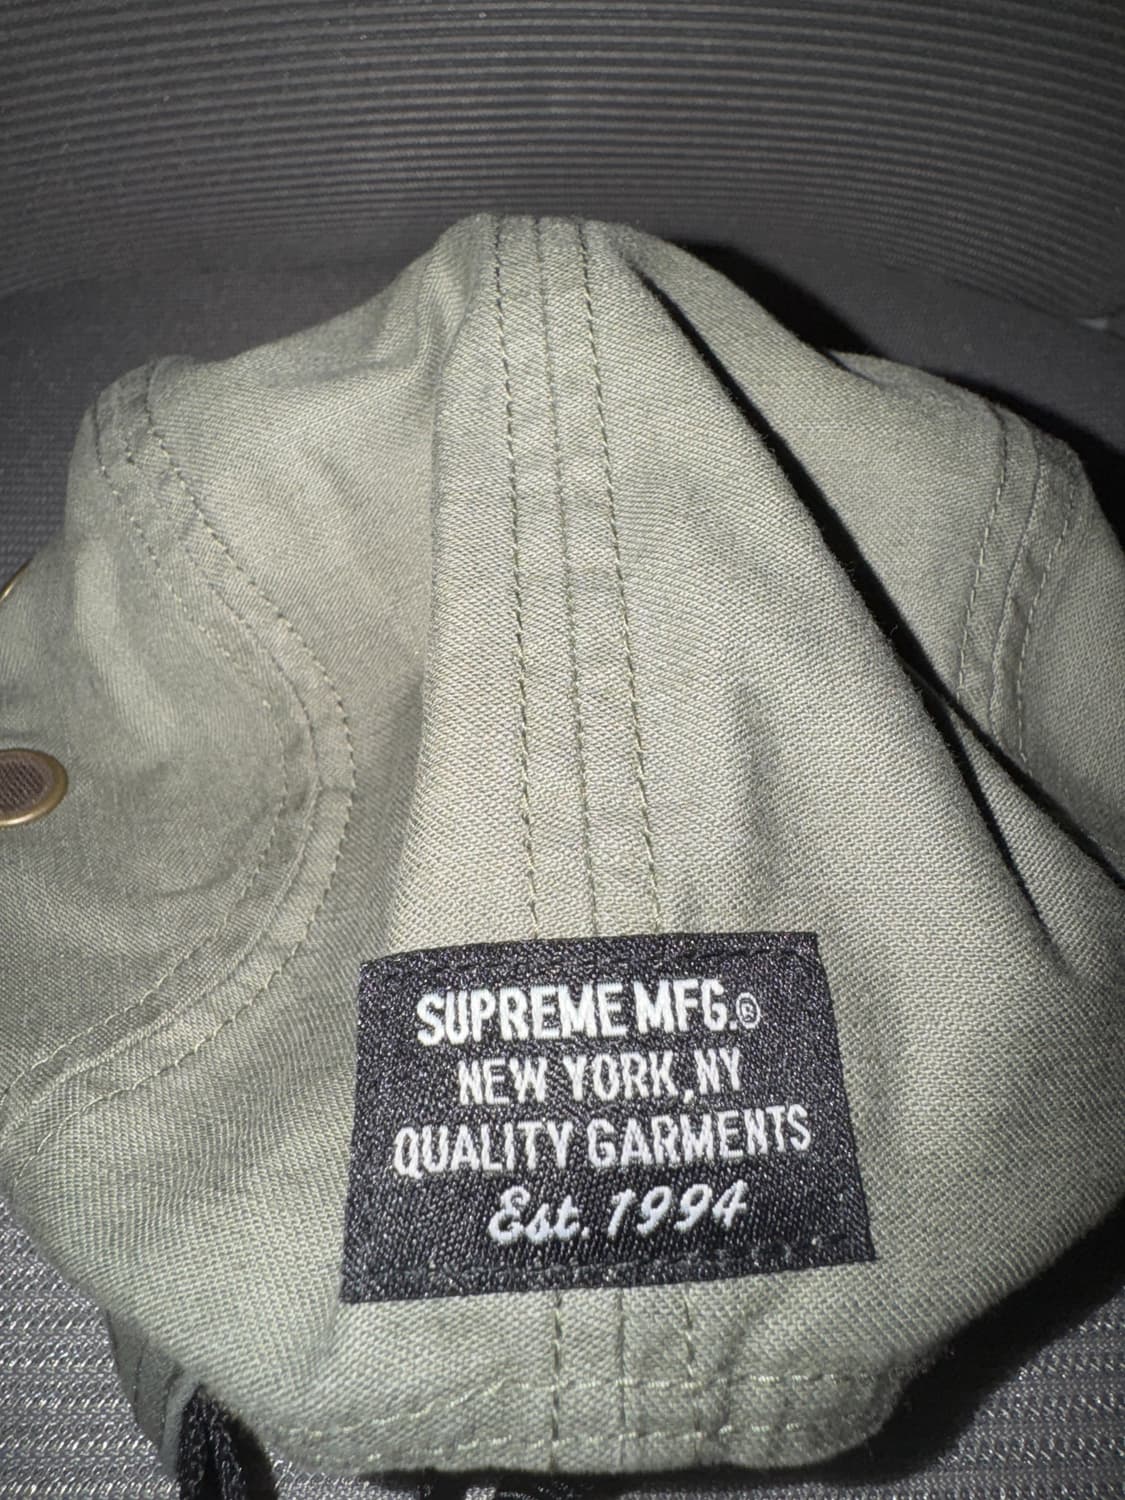 SUPREME MFG.®
NEW YORK, NY
QUALITY GARMENTS
Est. 1994